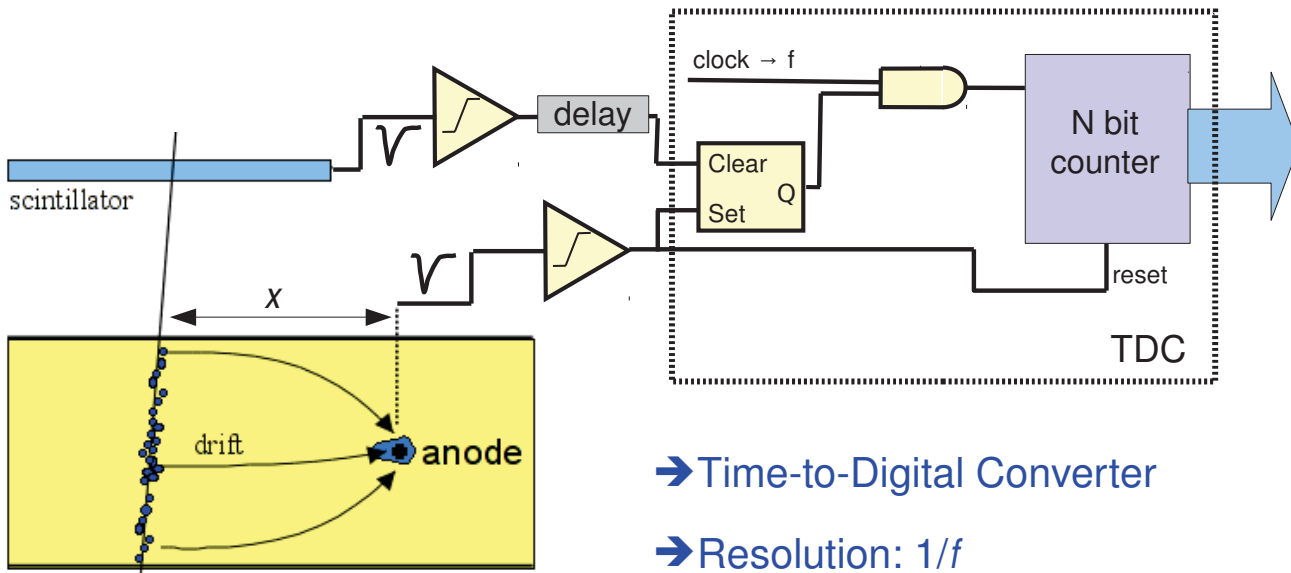 clock → f
delay
N bit
counter
Clear
Q
Set
scintillator
reset
x
TDC
drift
anode
➔ Time-to-Digital Converter
➔ Resolution: 1/f